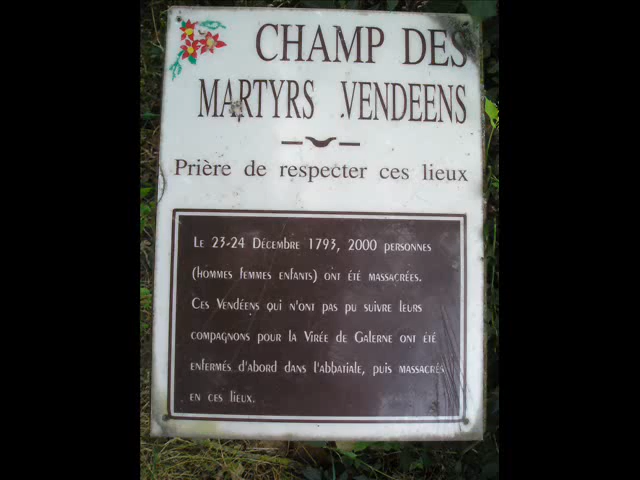 CHAMP DES
MARTYRS VENDEENS
Prière de respecter ces lieux
Le 23-24 Décembre 1793, 2000 personnes
(hommes femmes enfants) ont été massacrées.
Ces Vendéens qui n'ont pas pu suivre leurs
compagnons pour la Virée de Galerne ont été
enfermés d'abord dans l'abbatiale, puis massacrés
en ces lieux.